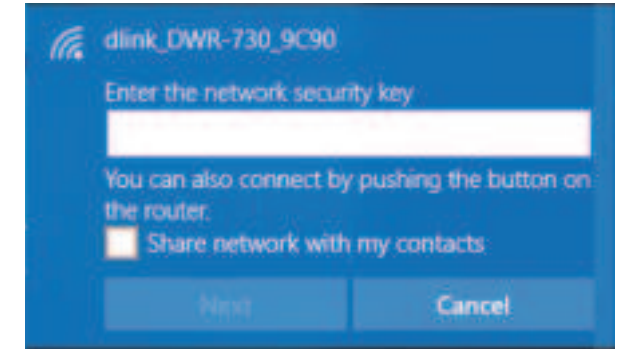 dlink_DWR-730_9C90
Enter the network security key
You can also connect by pushing the button on
the router.
Share network with my contacts
Next
Cancel